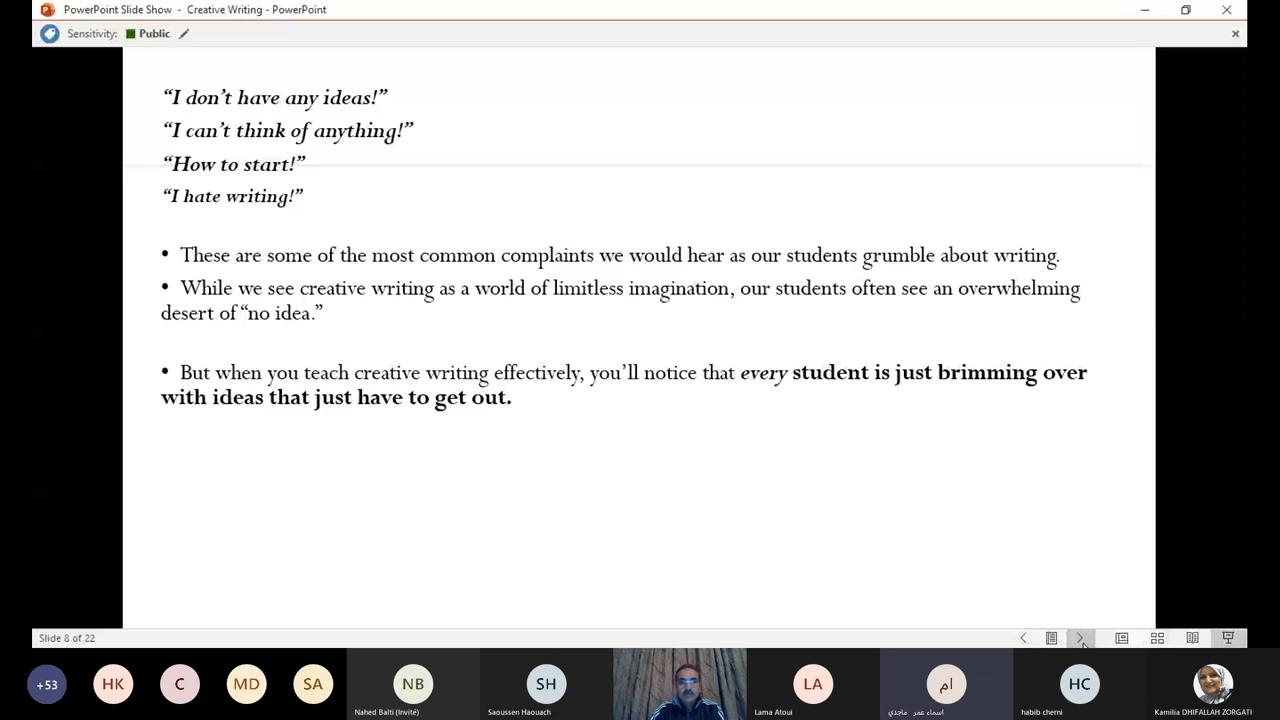 PowerPoint Slide Show - Creative Writing - PowerPoint
Sensitivity: Public
“I don’t have any ideas!”
“I can’t think of anything!”
“How to start!”
“I hate writing!”
• These are some of the most common complaints we would hear as our students grumble about writing.
• While we see creative writing as a world of limitless imagination, our students often see an overwhelming
desert of “no idea.”
• But when you teach creative writing effectively, you’ll notice that every student is just brimming over
with ideas that just have to get out.
Slide 8 of 22
+53 HK C MD SA NB SH LA ام HC
Nahed Balti (Invité) Saoussen Haouach Lama Atoui اسماء عمر ماجدي habib cherni Kamilia DHIFALLAH ZORGATI